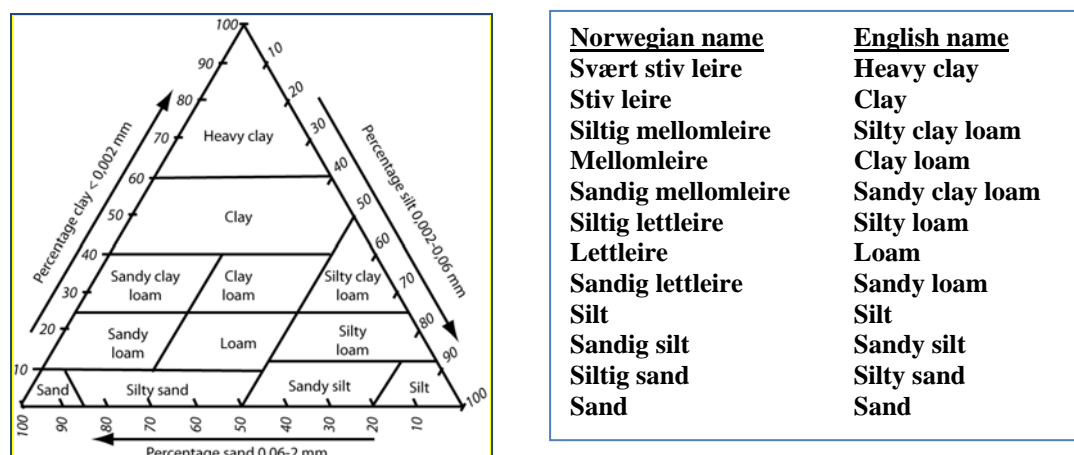 100
90
80
70
60
50
40
30
20
10
Percentage clay < 0,002 mm
10
20
30
40
50
60
70
80
90
100
Percentage silt 0,002-0,06 mm
Heavy clay
Clay
Sandy clay
loam
Clay
loam
Silty clay
loam
Sandy
loam
Loam
Silty
loam
Sand
Silty sand
Sandy silt
Silt
100 90 80 70 60 50 40 30 20 10
Percentage sand 0,06-2 mm
Norwegian name English name
Svært stiv leire Heavy clay
Stiv leire Clay
Siltig mellomleire Silty clay loam
Mellomleire Clay loam
Sandig mellomleire Sandy clay loam
Siltig lettleire Silty loam
Lettleire Loam
Sandig lettleire Sandy loam
Silt Silt
Sandig silt Sandy silt
Siltig sand Silty sand
Sand Sand